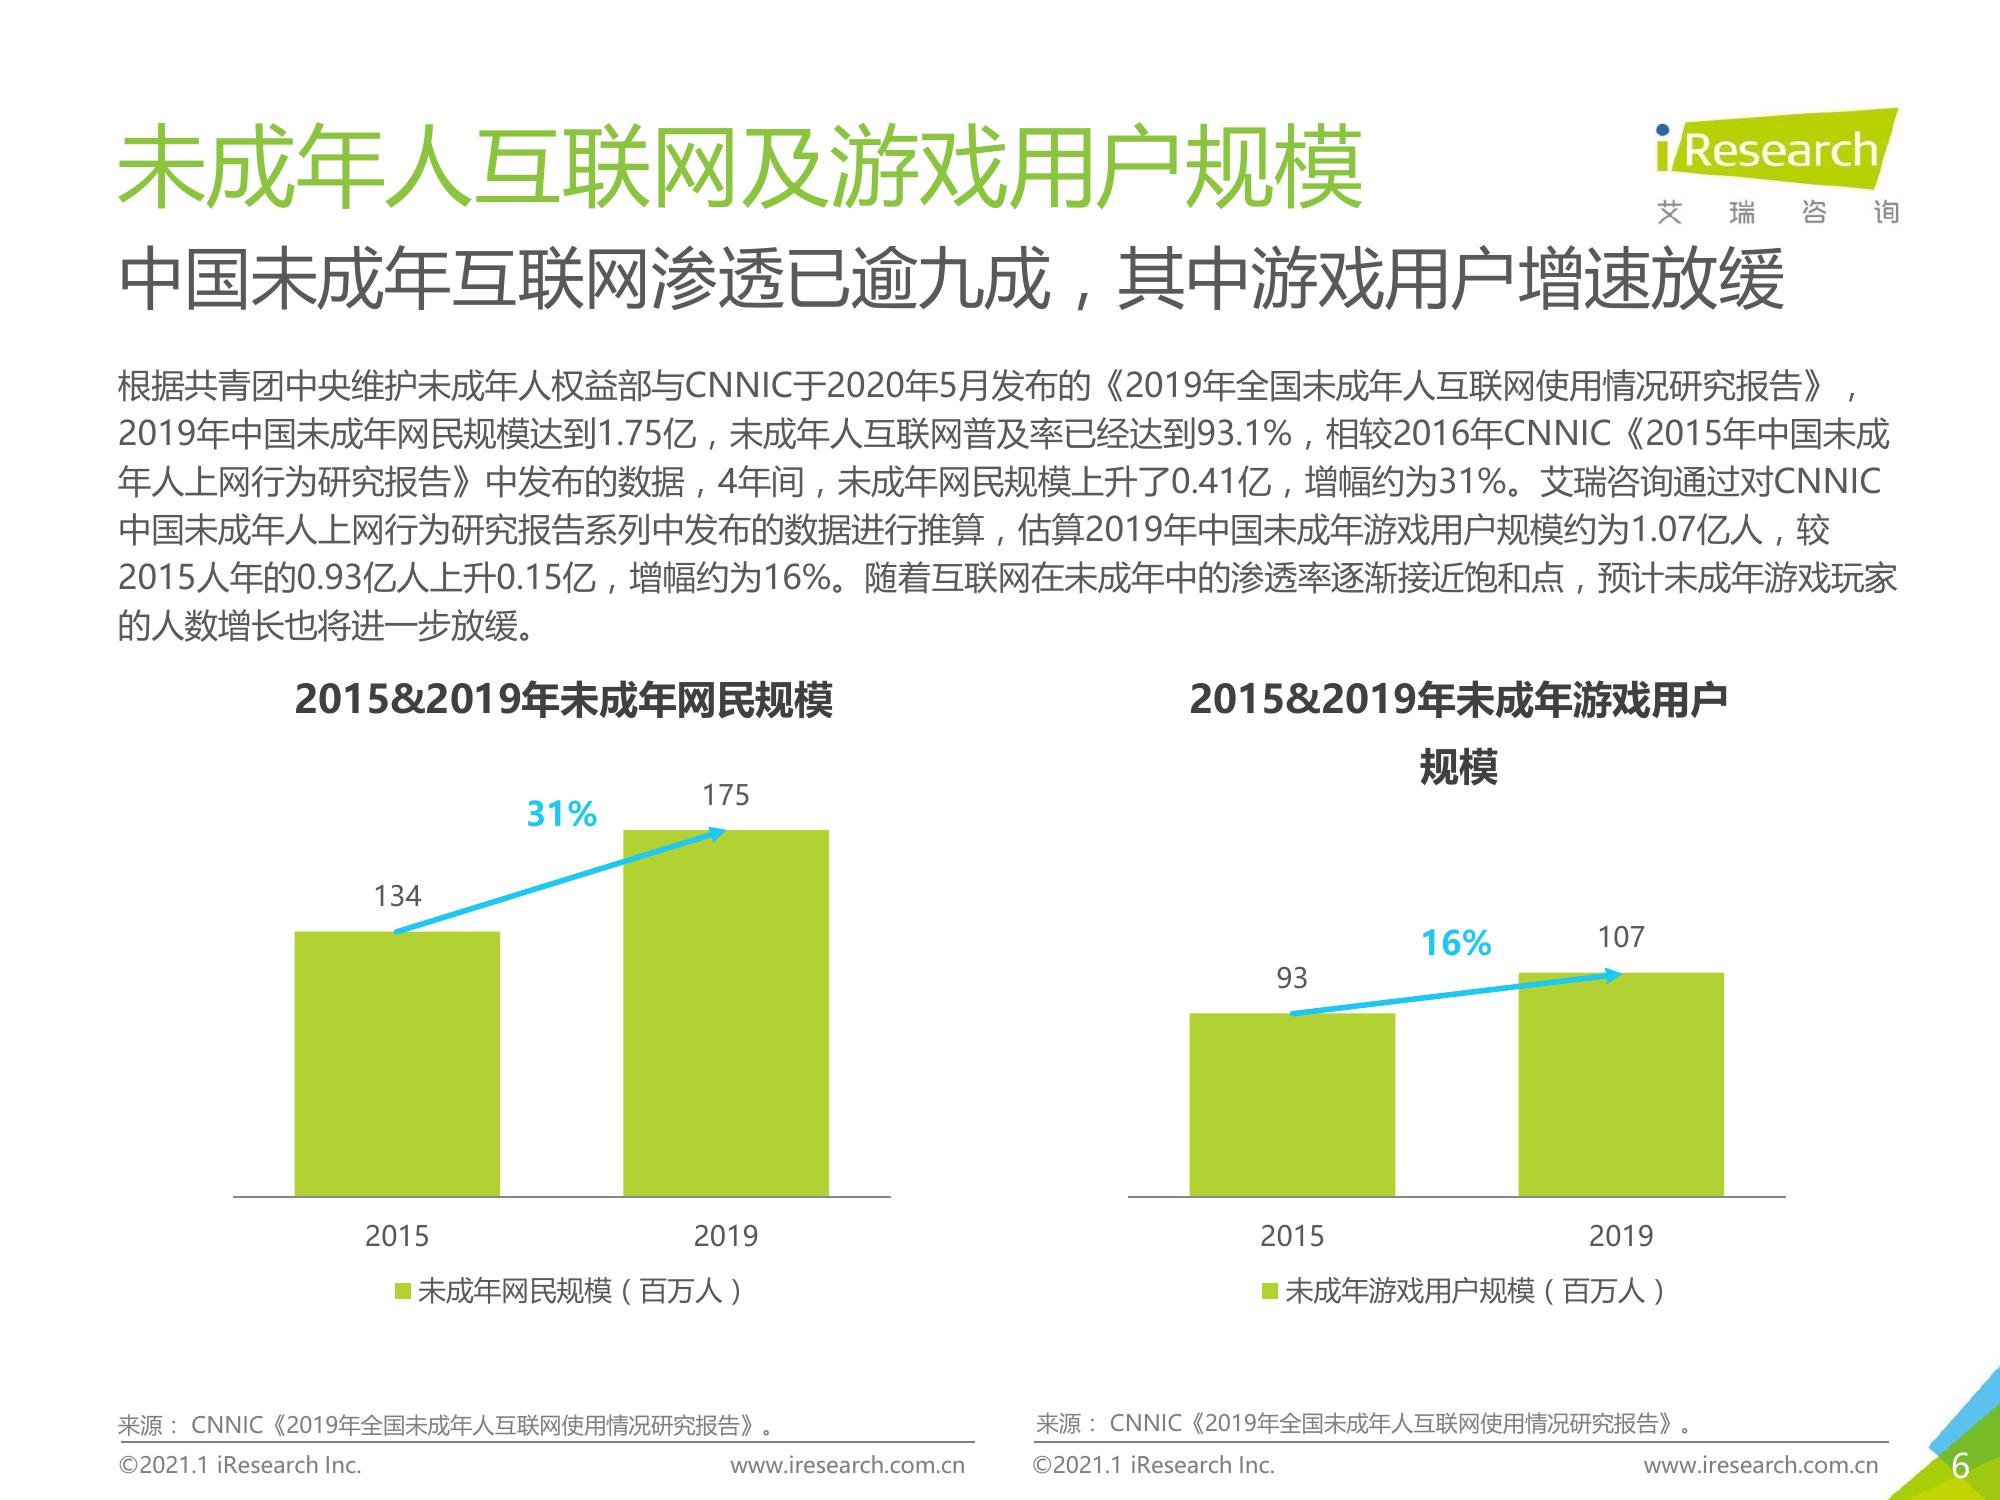 未成年人互联网及游戏用户规模
iResearch
艾瑞咨询
中国未成年互联网渗透已逾九成，其中游戏用户增速放缓
根据共青团中央维护未成年人权益部与CNNIC于2020年5月发布的《2019年全国未成年人互联网使用情况研究报告》，
2019年中国未成年网民规模达到1.75亿，未成年人互联网普及率已经达到93.1%，相较2016年CNNIC《2015年中国未成
年人上网行为研究报告》中发布的数据，4年间，未成年网民规模上升了0.41亿，增幅约为31%。艾瑞咨询通过对CNNIC
中国未成年人上网行为研究报告系列中发布的数据进行推算，估算2019年中国未成年游戏用户规模约为1.07亿人，较
2015人年的0.93亿人上升0.15亿，增幅约为16%。随着互联网在未成年中的渗透率逐渐接近饱和点，预计未成年游戏玩家
的人数增长也将进一步放缓。
2015&2019年未成年网民规模
31%
175
134
2015 2019
未成年网民规模（百万人）
2015&2019年未成年游戏用户
规模
16%
107
93
2015 2019
未成年游戏用户规模（百万人）
来源：CNNIC《2019年全国未成年人互联网使用情况研究报告》。
©2021.1 iResearch Inc. www.iresearch.com.cn
来源：CNNIC《2019年全国未成年人互联网使用情况研究报告》。
©2021.1 iResearch Inc. www.iresearch.com.cn
6